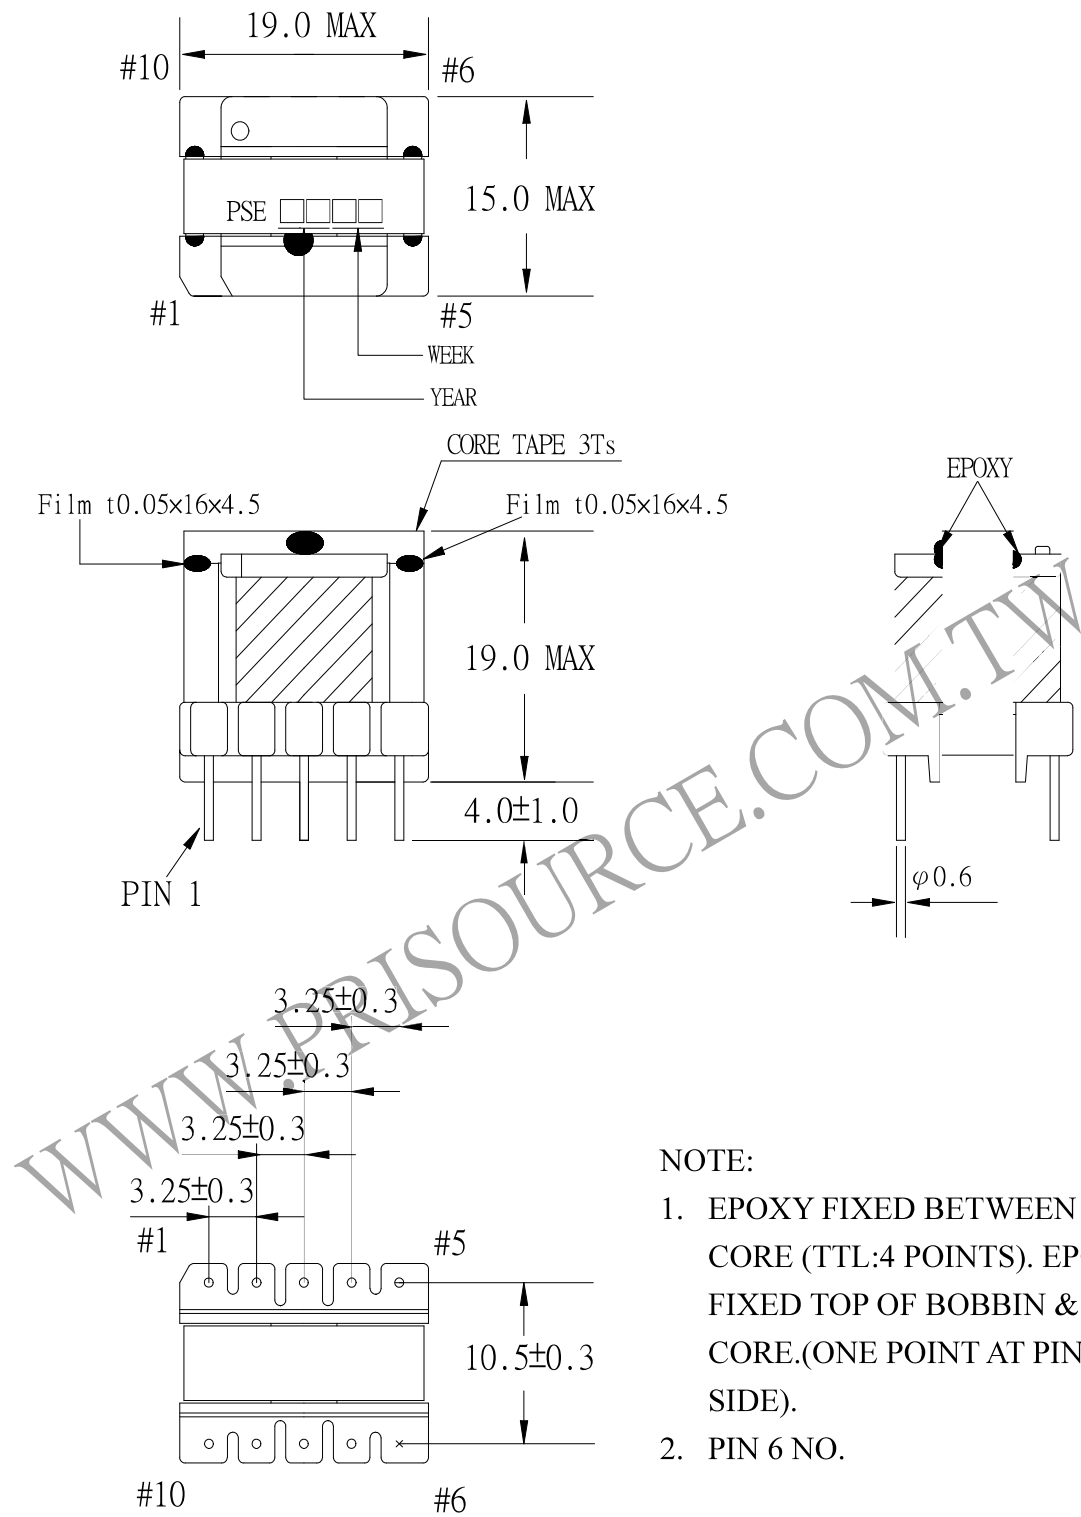 19.0 MAX
#10
#6
15.0 MAX
PSE
#1
#5
WEEK
YEAR
CORE TAPE 3Ts
EPOXY
Film t0.05×16×4.5
Film t0.05×16×4.5
19.0 MAX
4.0±1.0
PIN 1
φ0.6
WWW.PRISOURCE.COM.TW
3.25±0.3
3.25±0.3
3.25±0.3
3.25±0.3
#1
#5
10.5±0.3
#10
#6
NOTE:
1. EPOXY FIXED BETWEEN
CORE (TTL:4 POINTS).
FIXED TOP OF BOBBIN &
CORE.(ONE POINT AT PIN
SIDE).
2. PIN 6 NO.